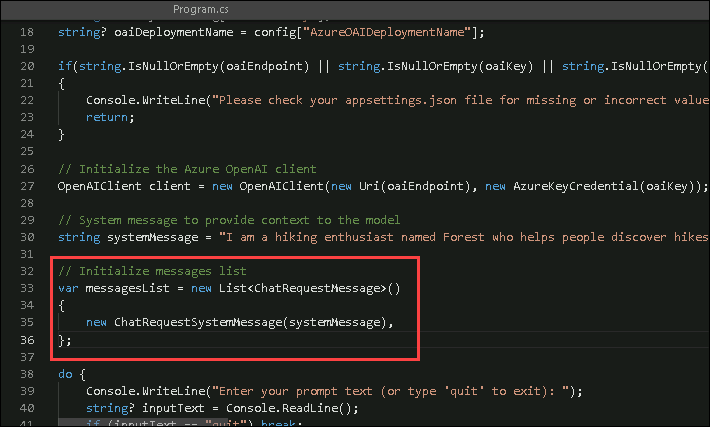 Program.cs
18 string? oaiDeploymentName = config["AzureOAIDeploymentName"];
19
20 if(string.IsNullOrEmpty(oaiEndpoint) || string.IsNullOrEmpty(oaiKey) || string.IsNullOrEmpty(
21 {
22 Console.WriteLine("Please check your appsettings.json file for missing or incorrect value
23 return;
24 }
25
26 // Initialize the Azure OpenAI client
27 OpenAIClient client = new OpenAIClient(new Uri(oaiEndpoint), new AzureKeyCredential(oaiKey));
28
29 // System message to provide context to the model
30 string systemMessage = "I am a hiking enthusiast named Forest who helps people discover hikes
31
32 // Initialize messages list
33 var messagesList = new List<ChatRequestMessage>()
34 {
35 new ChatRequestSystemMessage(systemMessage),
36 };
37
38 do {
39 Console.WriteLine("Enter your prompt text (or type 'quit' to exit): ");
40 string? inputText = Console.ReadLine();
41 if (inputText == "quit") break;